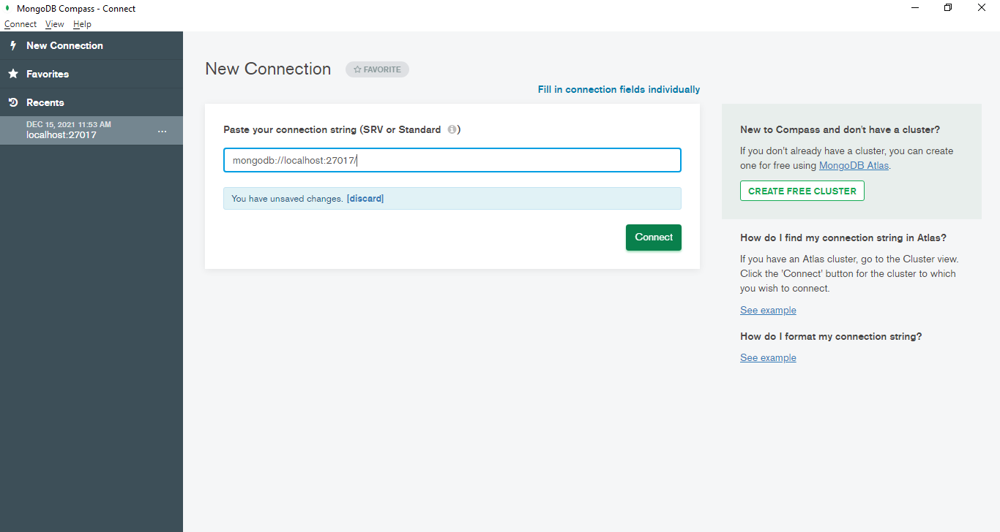 MongoDB Compass - Connect
Connect View Help
New Connection
Favorites
Recents
DEC 15, 2021 11:53 AM
localhost:27017
...
New Connection
FAVORITE
Fill in connection fields individually
Paste your connection string (SRV or Standard )
mongodb://localhost:27017/
You have unsaved changes. [discard]
Connect
New to Compass and don't have a cluster?
If you don't already have a cluster, you can create
one for free using MongoDB Atlas.
CREATE FREE CLUSTER
How do I find my connection string in Atlas?
If you have an Atlas cluster, go to the Cluster view.
Click the 'Connect' button for the cluster to which
you wish to connect.
See example
How do I format my connection string?
See example